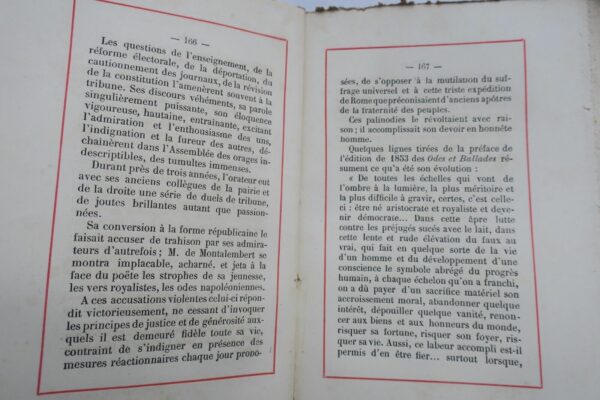 — 166 —
Les questions de l'enseignement, de la
réforme électorale, de la déportation, du
cautionnement des journaux, de la révision
de la constitution l'amenèrent souvent à la
tribune. Ses discours véhéments, sa parole
singulièrement puissante, son éloquence
vigoureuse, hautaine, entrainante, excitant
l'admiration et l'enthousiasme des uns,
l'indignation et la fureur des autres, dé-
chaînèrent dans l'Assemblée des orages in-
descriptibles, des tumultes immenses.
Durant près de trois années, l'orateur eut
avec ses anciens collègues de la pairie et
de la droite une série de duels de tribune,
de joutes brillantes autant que passion-
nées.
Sa conversion à la forme républicaine le
faisait accuser de trahison par ses admira-
teurs d'autrefois; M. de Montalembert se
montra implacable, acharné, et jeta à la
face du poëte les strophes de sa jeunesse,
les vers royalistes, les odes napoléoniennes.
A ces accusations violentes celui-ci répon-
dit victorieusement, ne cessant d'invoquer
les principes de justice et de générosité aux-
quels il est demeuré fidèle toute sa vie,
contraint de s'indigner en présence des
mesures réactionnaires chaque jour propo-
— 167 —
sées, de s'opposer à la mutilation du suf-
frage universel et à cette triste expédition
de Rome que préconisaient d'anciens apôtres
de la fraternité des peuples.
Ces palinodies le révoltaient avec rai-
son; il accomplissait son devoir en honnête
homme.
Quelques lignes tirées de la préface de
l'édition de 1853 des Odes et Ballades ré-
sument ce qu'a été son évolution :
« De toutes les échelles qui vont de
l'ombre à la lumière, la plus méritoire et
la plus difficile à gravir, certes, c'est celle-
ci : être né aristocrate et royaliste et deve-
nir démocrate... Dans cette âpre lutte
contre les préjugés sucés avec le lait, dans
cette lente et rude élévation du faux au
vrai, qui fait en quelque sorte de la vie
d'un homme et du développement d'une
conscience le symbole abrégé du progrès
humain, à chaque échelon qu'on a franchi,
on a dû payer d'un sacrifice matériel son
accroissement moral, abandonner quelque
intérêt, dépouiller quelque vanité, renon-
cer aux biens et aux honneurs du monde,
risquer sa fortune, risquer son foyer, ris-
quer sa vie. Aussi, ce labeur accompli est-il
permis d'en être fier... surtout lorsque,